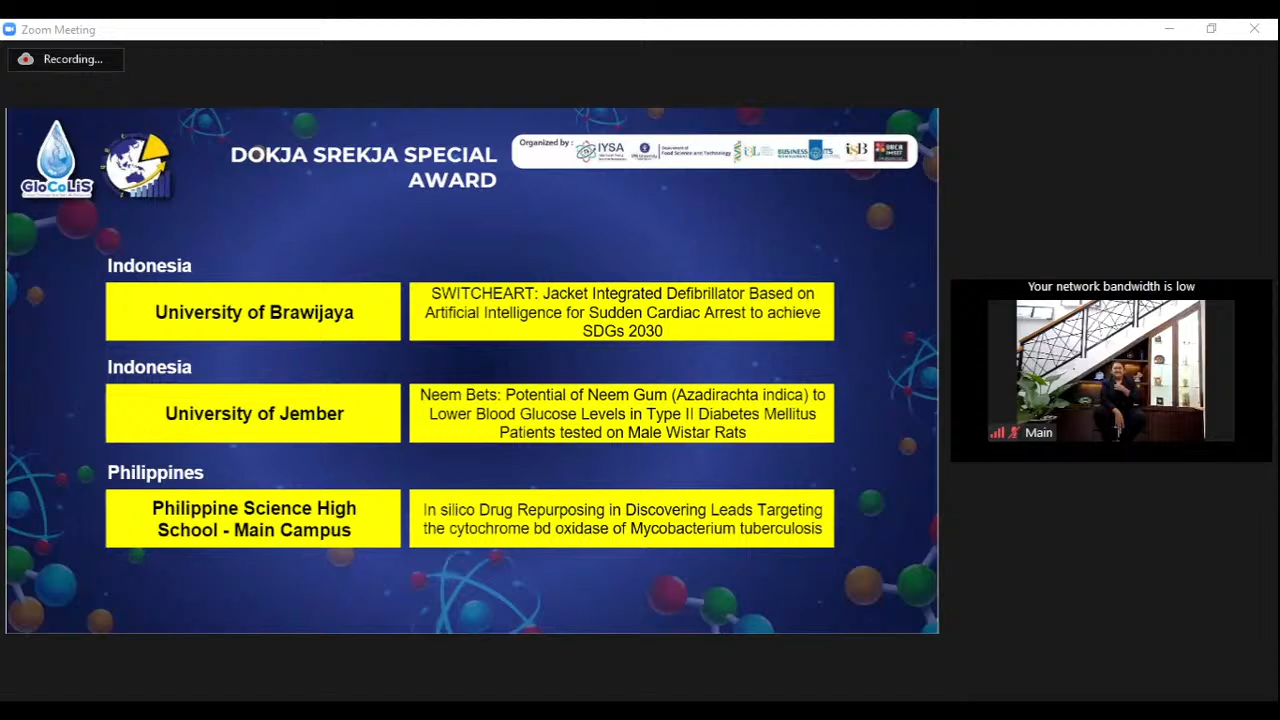 Zoom Meeting
Recording...
GloCoLiS
DOKJA SREKJA SPECIAL
AWARD
Organized by :
IYSA
Food Science and Technology
BUSINESS
ITS
Indonesia
University of Brawijaya
SWITCHEART: Jacket Integrated Defibrillator Based on
Artificial Intelligence for Sudden Cardiac Arrest to achieve
SDGs 2030
Indonesia
University of Jember
Neem Bets: Potential of Neem Gum (Azadirachta indica) to
Lower Blood Glucose Levels in Type II Diabetes Mellitus
Patients tested on Male Wistar Rats
Philippines
Philippine Science High
School - Main Campus
In silico Drug Repurposing in Discovering Leads Targeting
the cytochrome bd oxidase of Mycobacterium tuberculosis
Your network bandwidth is low
Main